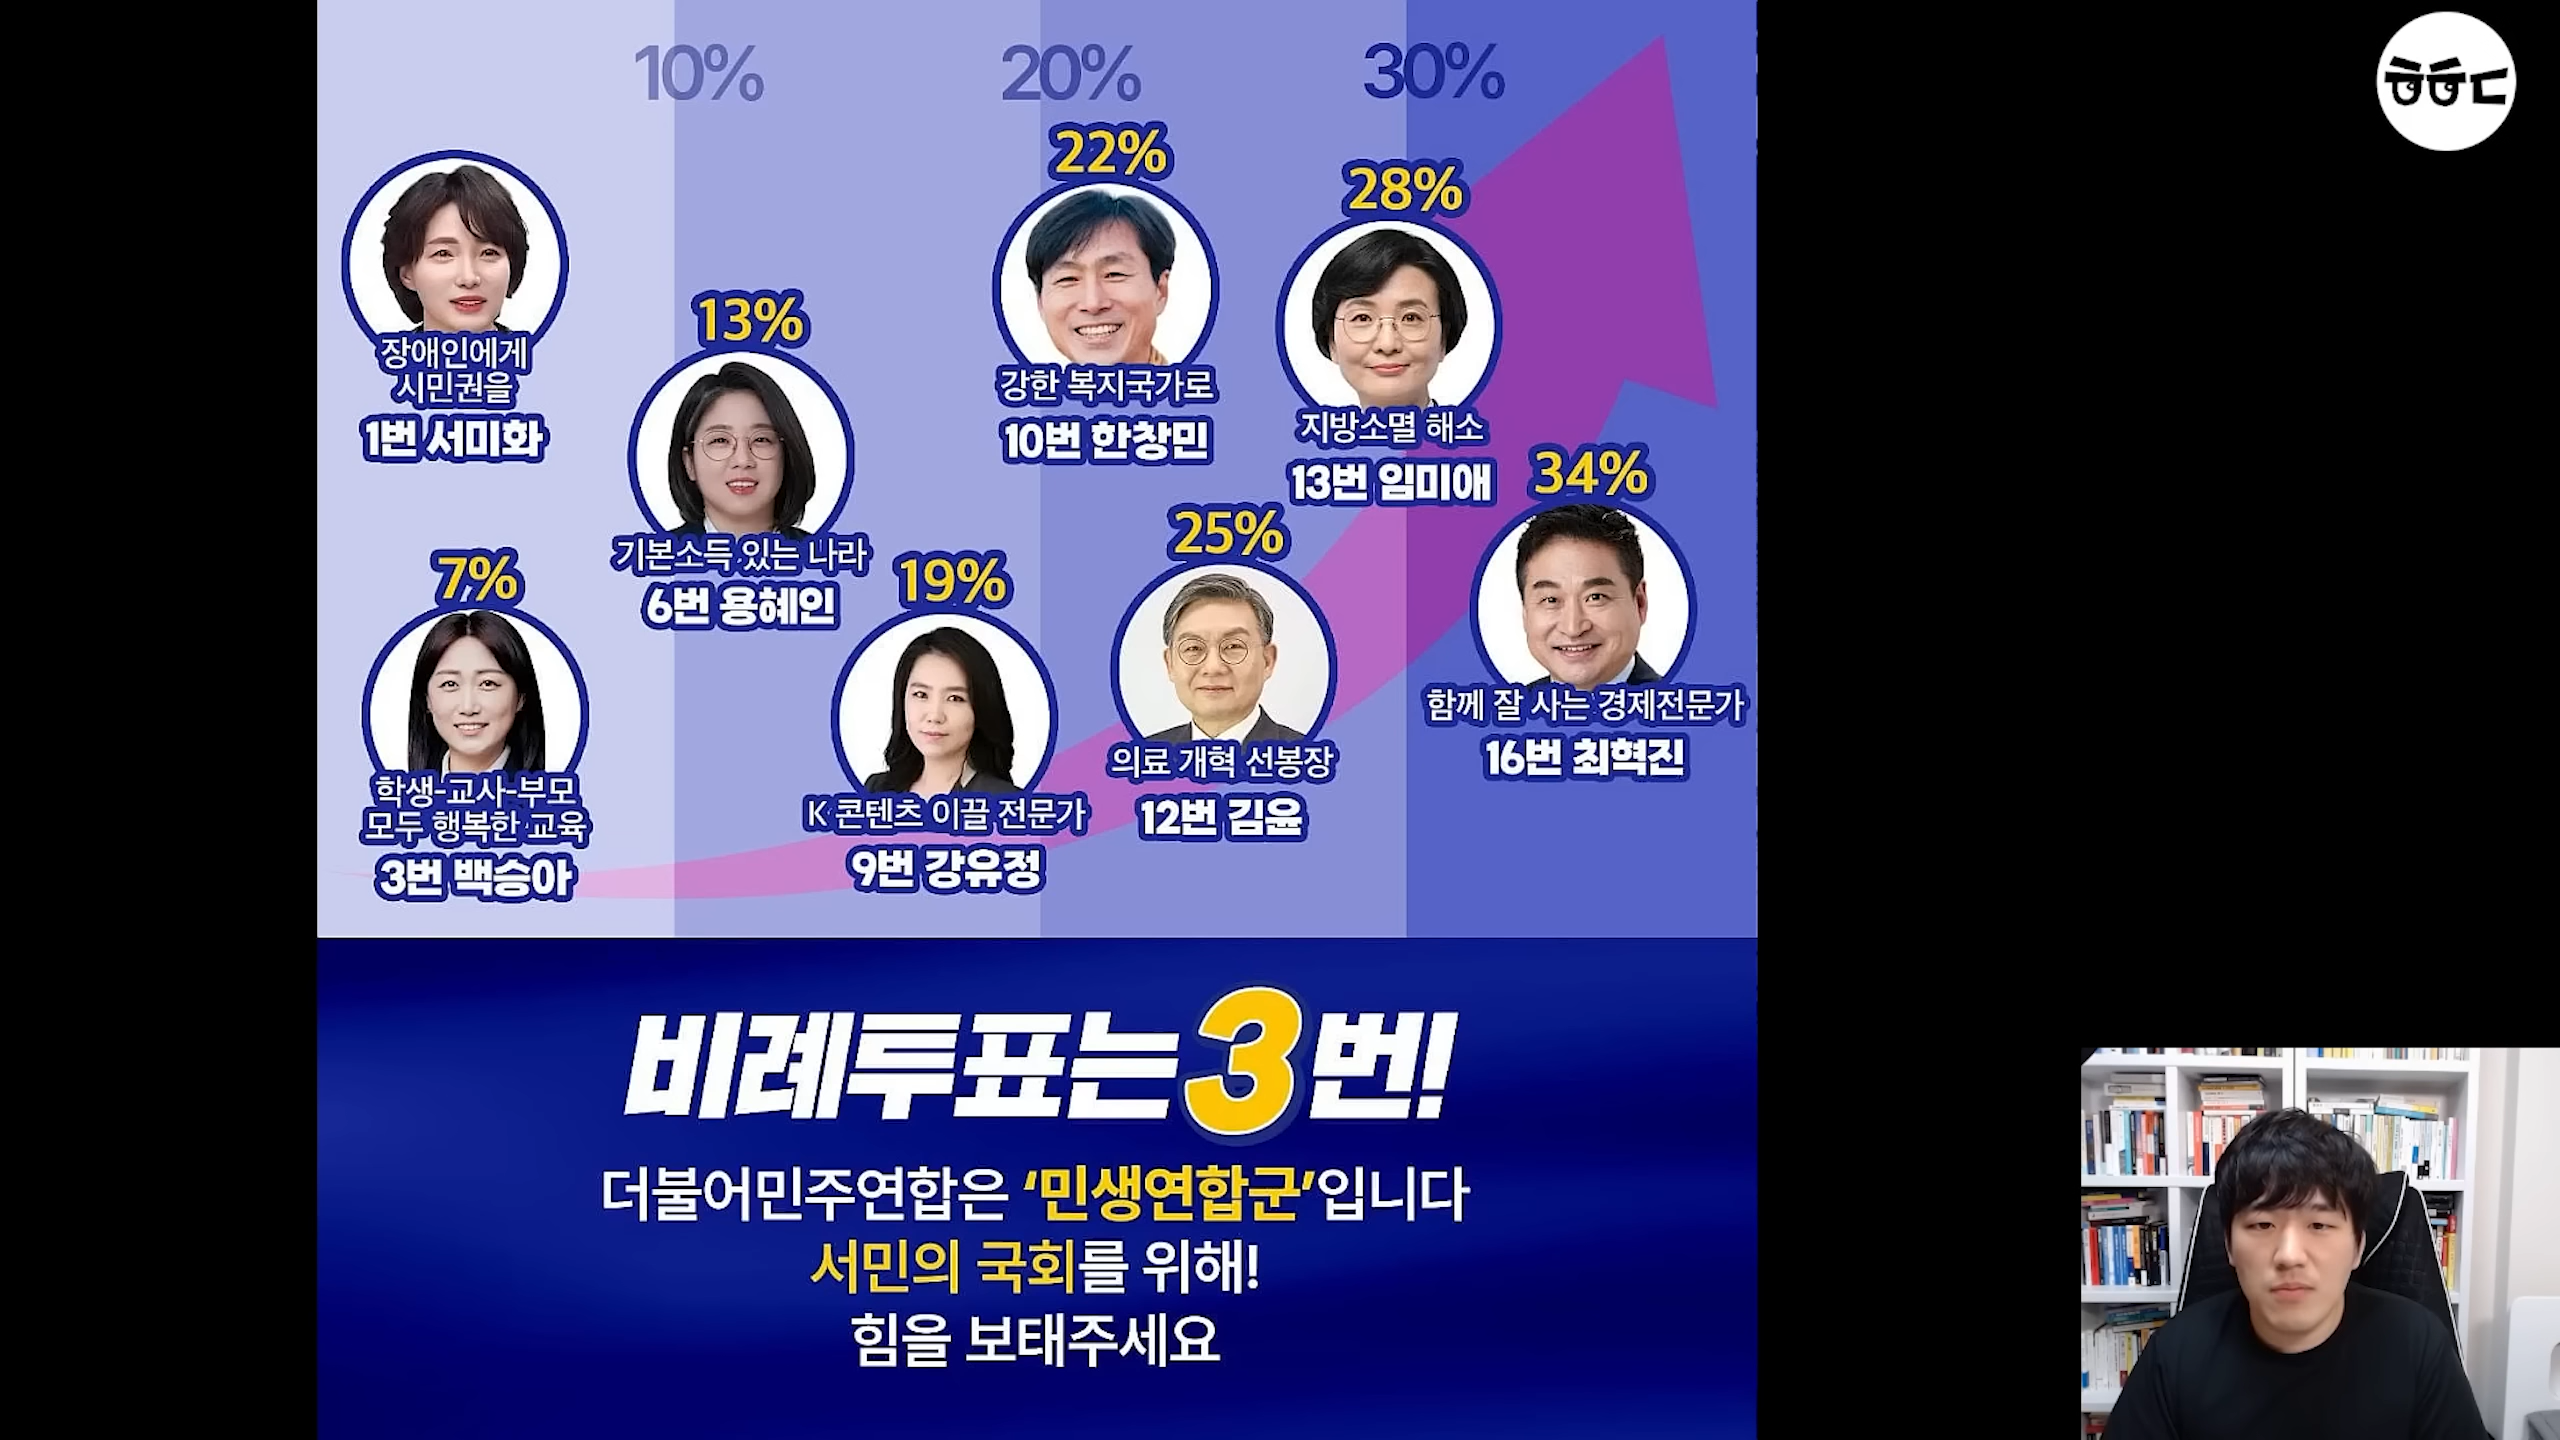 10%
20%
30%
장애인에게
시민권을
1번 서미화
7%
학생-교사-부모
모두 행복한 교육
3번 백승아
13%
기본소득 있는 나라
6번 용혜인
19%
K 콘텐츠 이끌 전문가
9번 강유정
22%
강한 복지국가로
10번 한창민
25%
의료 개혁 선봉장
12번 김윤
28%
지방소멸 해소
13번 임미애
34%
함께 잘 사는 경제전문가
16번 최혁진
비례투표는 3번!
더불어민주연합은 ‘민생연합군’입니다
서민의 국회를 위해!
힘을 보태주세요
ㅎㅎㄷ